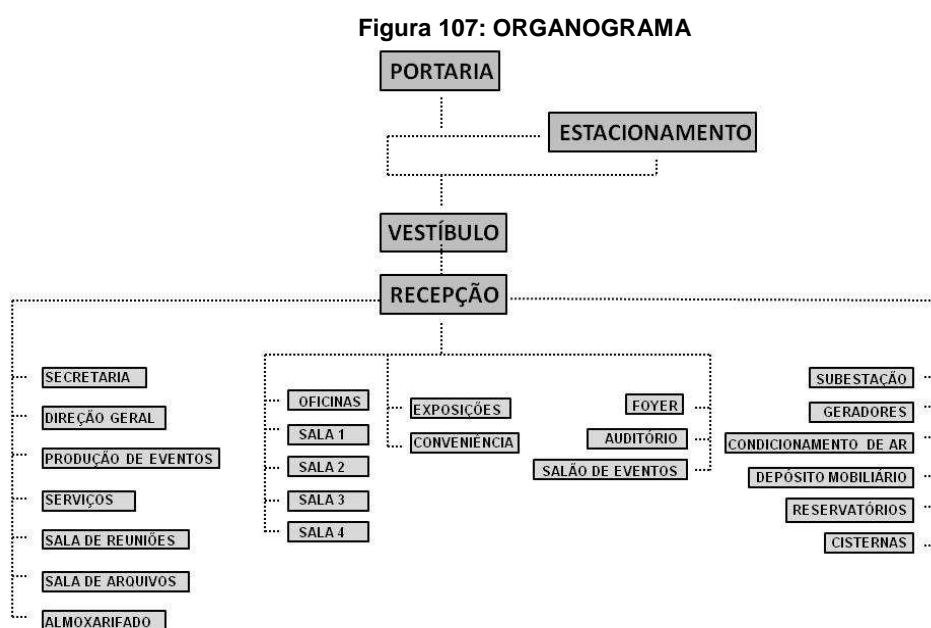 Figura 107: ORGANOGRAMA
PORTARIA
ESTACIONAMENTO
VESTÍBULO
RECEPÇÃO
SECRETARIA
DIREÇÃO GERAL
PRODUÇÃO DE EVENTOS
SERVIÇOS
SALA DE REUNIÕES
SALA DE ARQUIVOS
ALMOXARIFADO
OFICINAS
SALA 1
SALA 2
SALA 3
SALA 4
EXPOSIÇÕES
CONVENIÊNCIA
FOYER
AUDITÓRIO
SALÃO DE EVENTOS
SUBESTAÇÃO
GERADORES
CONDICIONAMENTO DE AR
DEPÓSITO MOBILIÁRIO
RESERVATÓRIOS
CISTERNAS